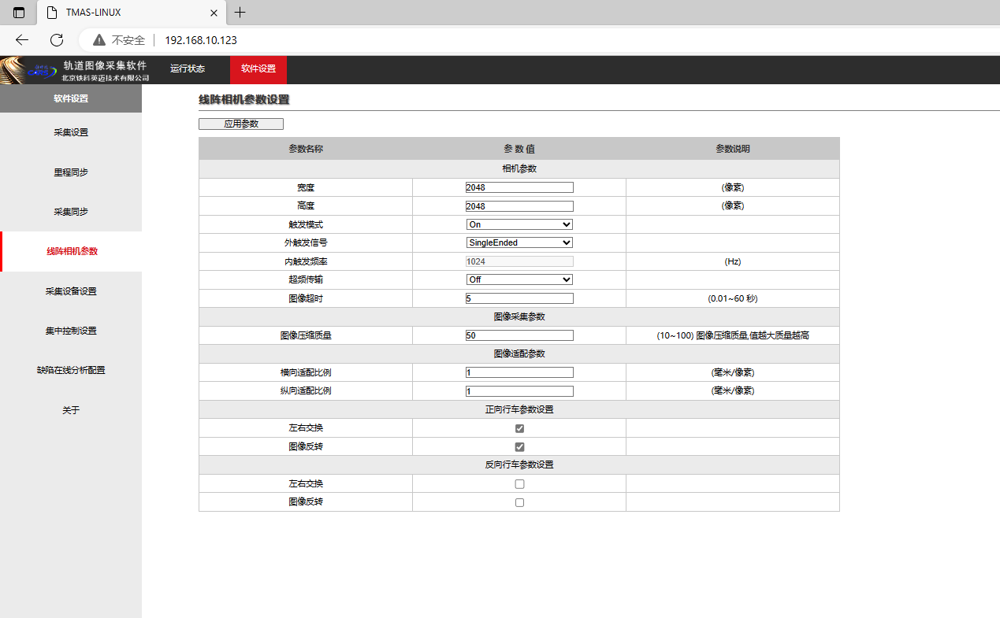 TMAS-LINUX
不安全 192.168.10.123
轨道图像采集软件
北京铁科英迈技术有限公司
运行状态 软件设置
软件设置
采集设置
里程同步
采集同步
线阵相机参数
采集设备设置
集中控制设置
缺陷在线分析配置
关于
线阵相机参数设置
应用参数
参数名称 参 数 值 参数说明
相机参数
宽度 2048 (像素)
高度 2048 (像素)
触发模式 On
外触发信号 SingleEnded
内触发频率 1024 (Hz)
超频传输 Off
图像超时 5 (0.01~60 秒)
图像采集参数
图像压缩质量 50 (10~100) 图像压缩质量,值越大质量越高
图像适配参数
横向适配比例 1 (毫米/像素)
纵向适配比例 1 (毫米/像素)
正向行车参数设置
左右交换
图像反转
反向行车参数设置
左右交换
图像反转